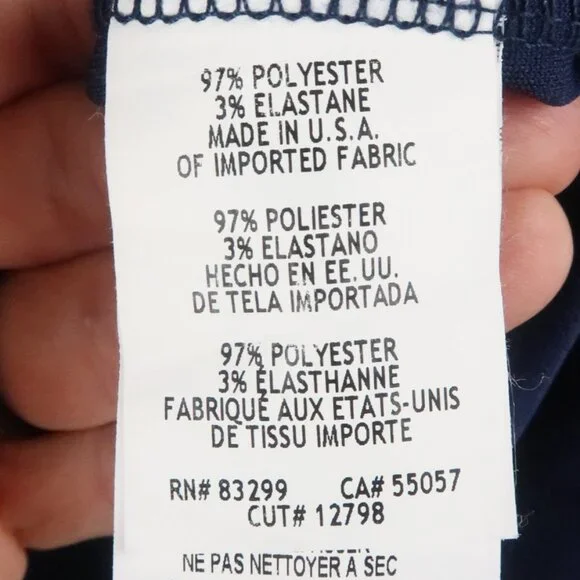 97% POLYESTER
3% ELASTANE
MADE IN U.S.A.
OF IMPORTED FABRIC
97% POLIESTER
3% ELASTANO
HECHO EN EE.UU.
DE TELA IMPORTADA
97% POLYESTER
3% ÉLASTHANNE
FABRIQUÉ AUX ETATS-UNIS
DE TISSU IMPORTE
RN# 83299 CA# 55057
CUT# 12798
NE PAS NETTOYER A SEC